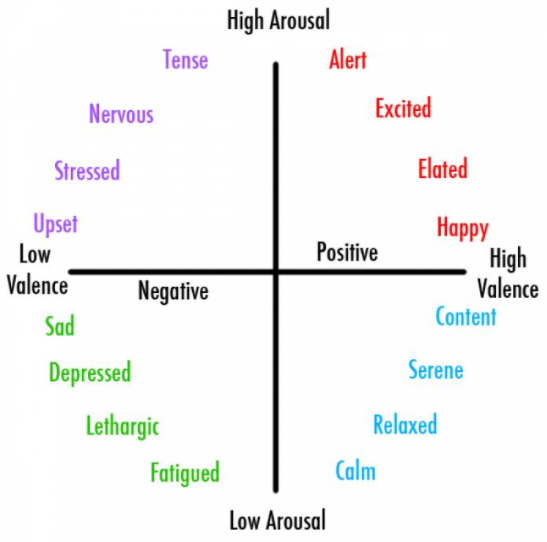 High Arousal
Tense
Alert
Nervous
Excited
Stressed
Elated
Upset
Happy
Low
Valence
Positive
High
Valence
Negative
Sad
Content
Depressed
Serene
Lethargic
Relaxed
Fatigued
Calm
Low Arousal